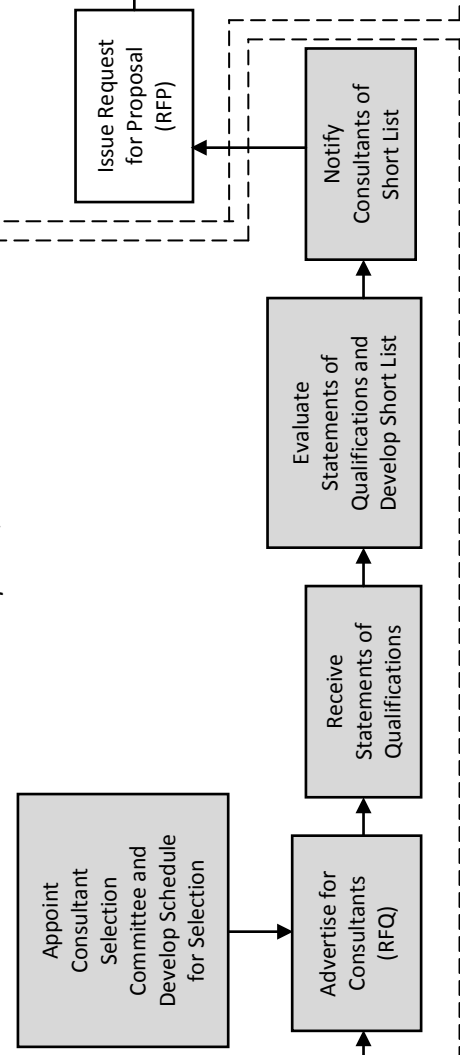 Appoint
Consultant
Selection
Committee and
Develop Schedule
for Selection
Advertise for
Consultants
(RFQ)
Receive
Statements of
Qualifications
Evaluate
Statements of
Qualifications and
Develop Short List
Notify
Consultants of
Short List
Issue Request
for Proposal
(RFP)